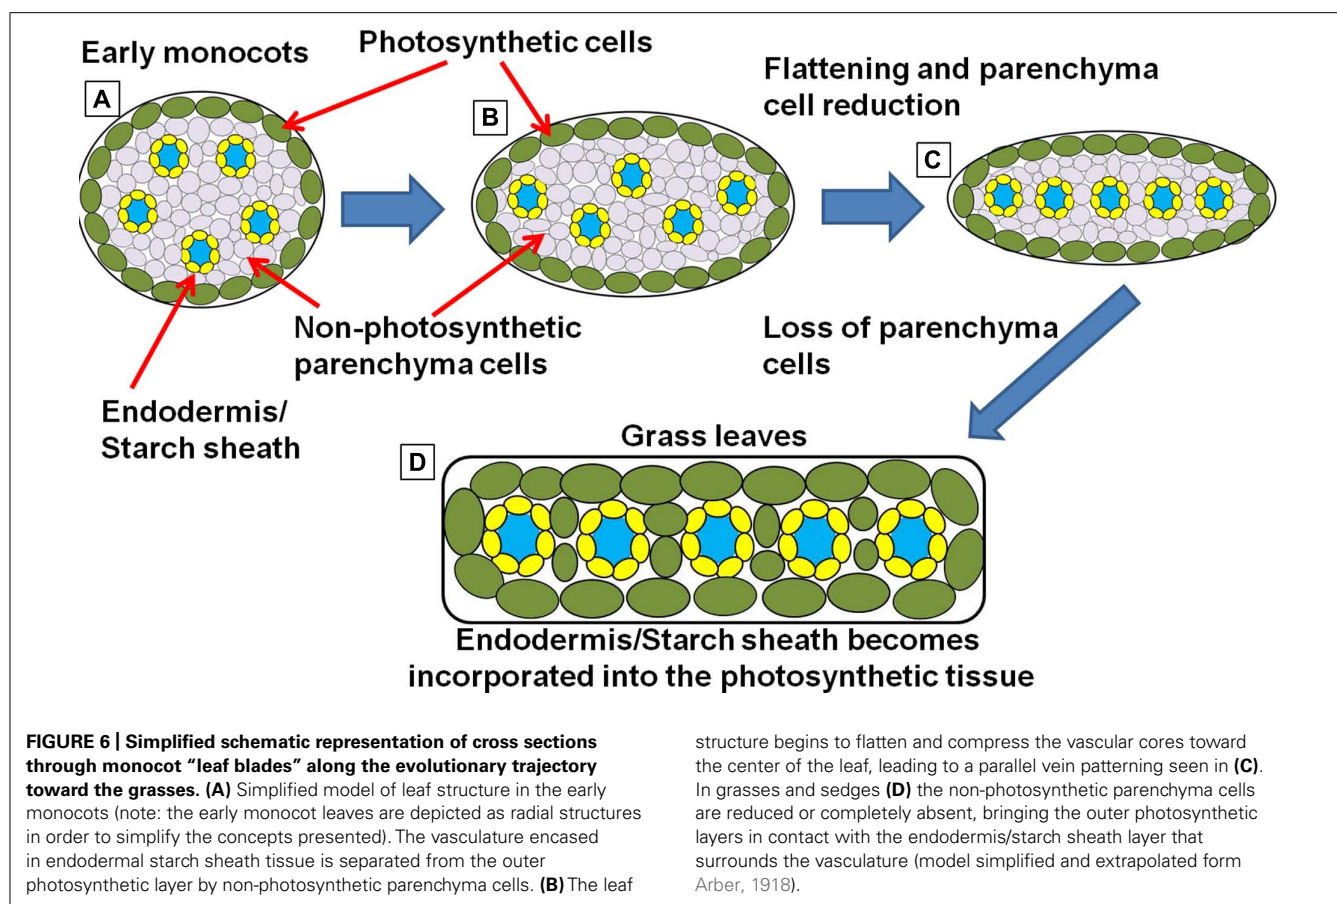 Early monocots
Photosynthetic cells
A
B
Flattening and parenchyma
cell reduction
C
Non-photosynthetic
parenchyma cells
Loss of parenchyma
cells
Endodermis/
Starch sheath
D
Grass leaves
Endodermis/Starch sheath becomes
incorporated into the photosynthetic tissue
FIGURE 6 | Simplified schematic representation of cross sections
through monocot “leaf blades” along the evolutionary trajectory
toward the grasses. (A) Simplified model of leaf structure in the early
monocots (note: the early monocot leaves are depicted as radial structures
in order to simplify the concepts presented). The vasculature encased
in endodermal starch sheath tissue is separated from the outer
photosynthetic layer by non-photosynthetic parenchyma cells. (B) The leaf
structure begins to flatten and compress the vascular cores toward
the center of the leaf, leading to a parallel vein patterning seen in (C).
In grasses and sedges (D) the non-photosynthetic parenchyma cells
are reduced or completely absent, bringing the outer photosynthetic
layers in contact with the endodermis/starch sheath layer that
surrounds the vasculature (model simplified and extrapolated form
Arber, 1918).